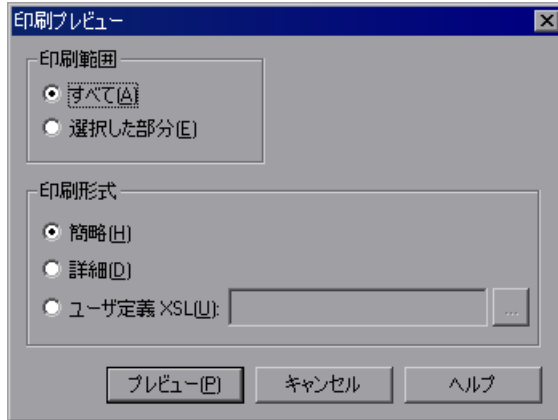 印刷プレビュー
印刷範囲
すべて(A)
選択した部分(E)
印刷形式
簡略(H)
詳細(D)
ユーザ定義 XSL(U):
...
プレビュー(P)
キャンセル
ヘルプ